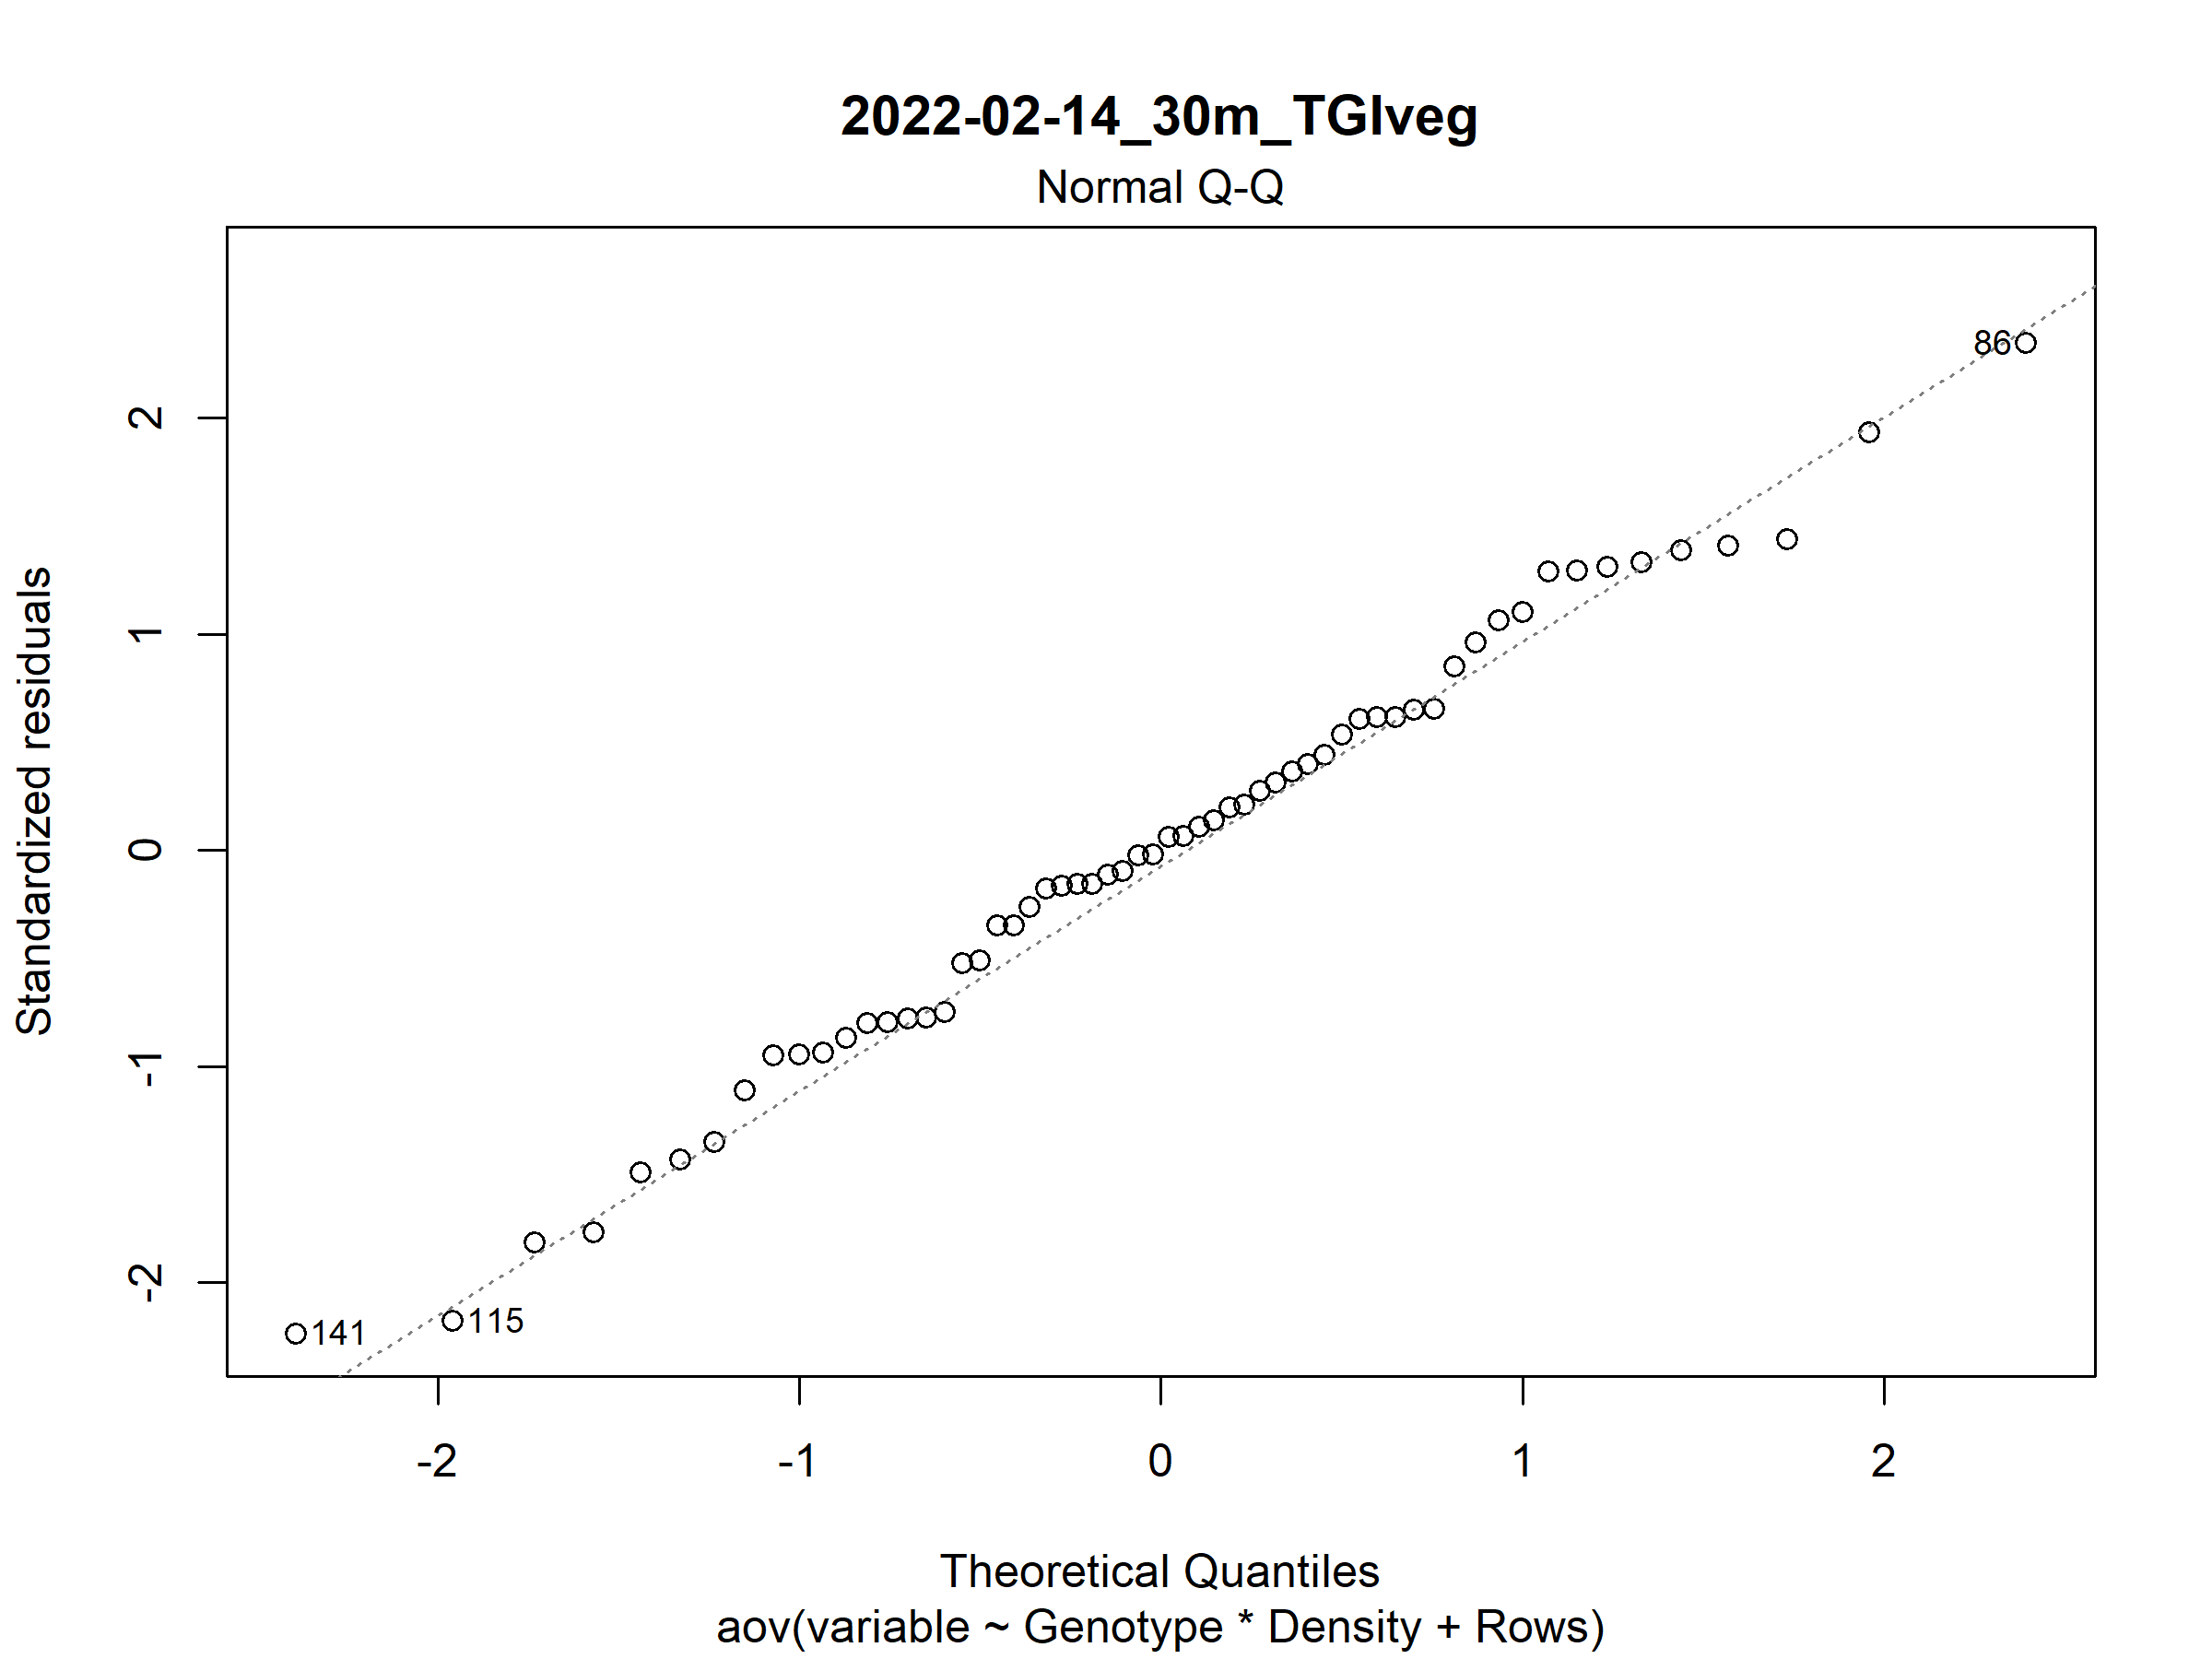 2022-02-14_30m_TGIveg
Normal Q-Q
Standardized residuals
2
1
0
-1
-2
86
141
115
-2 -1 0 1 2
Theoretical Quantiles
aov(variable ~ Genotype * Density + Rows)